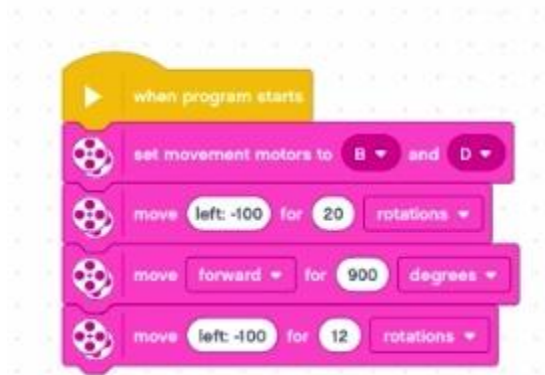 when program starts
set movement motors to B and D
move left: -100 for 20 rotations
move forward for 900 degrees
move left: -100 for 12 rotations